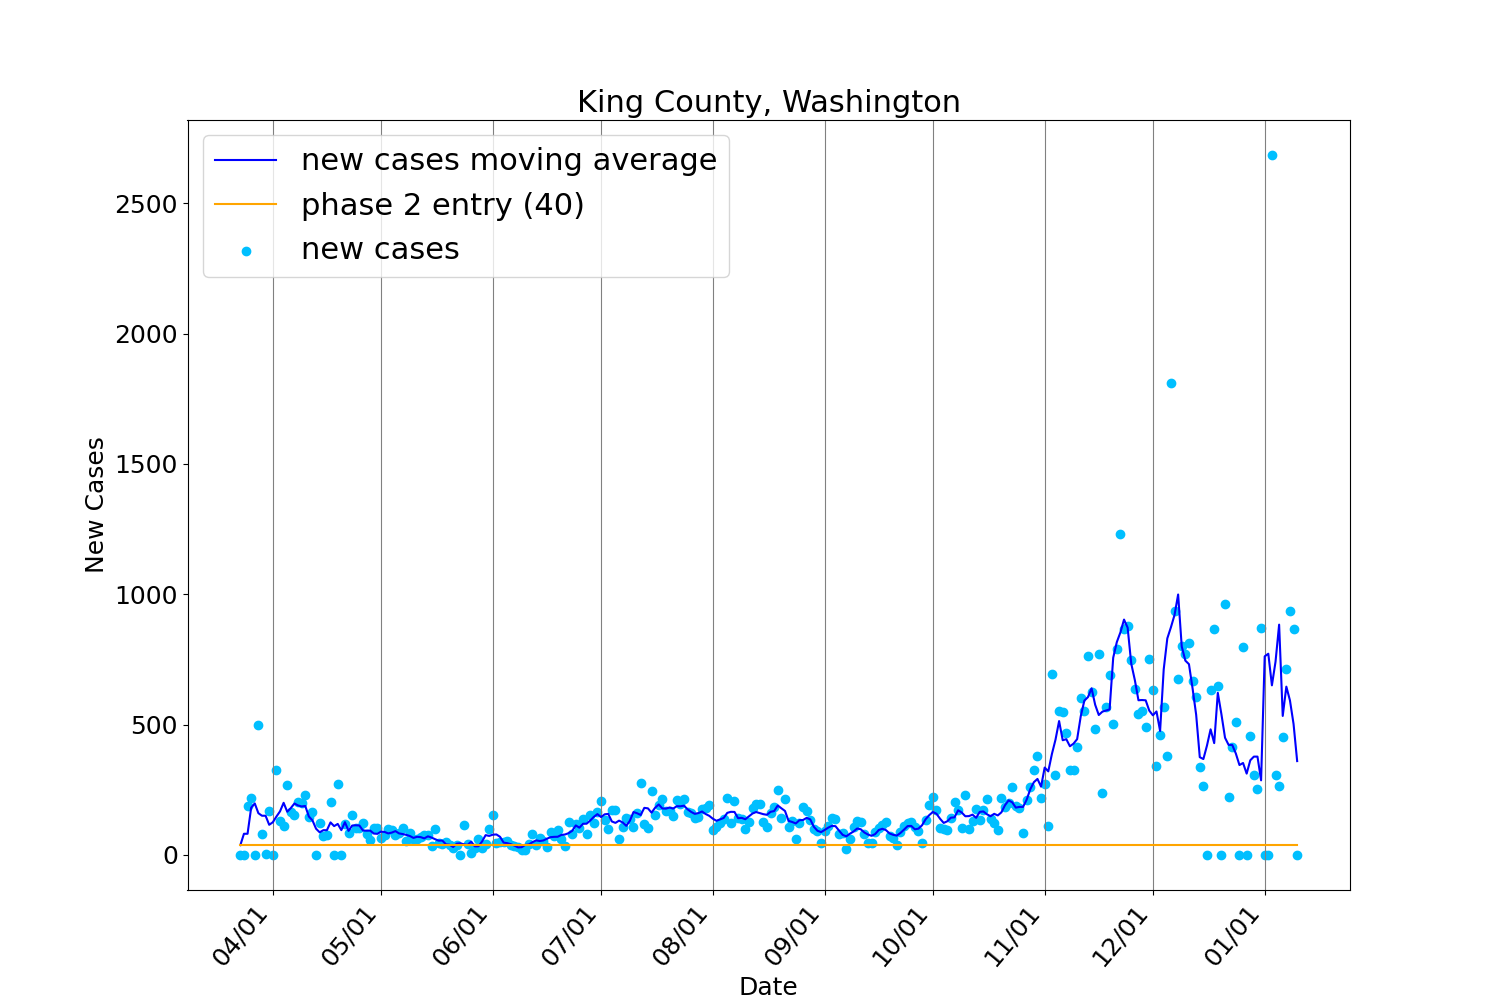 King County, Washington
new cases moving average
phase 2 entry (40)
new cases
2500
2000
1500
1000
500
0
New Cases
04/01
05/01
06/01
07/01
08/01
09/01
10/01
11/01
12/01
01/01
Date